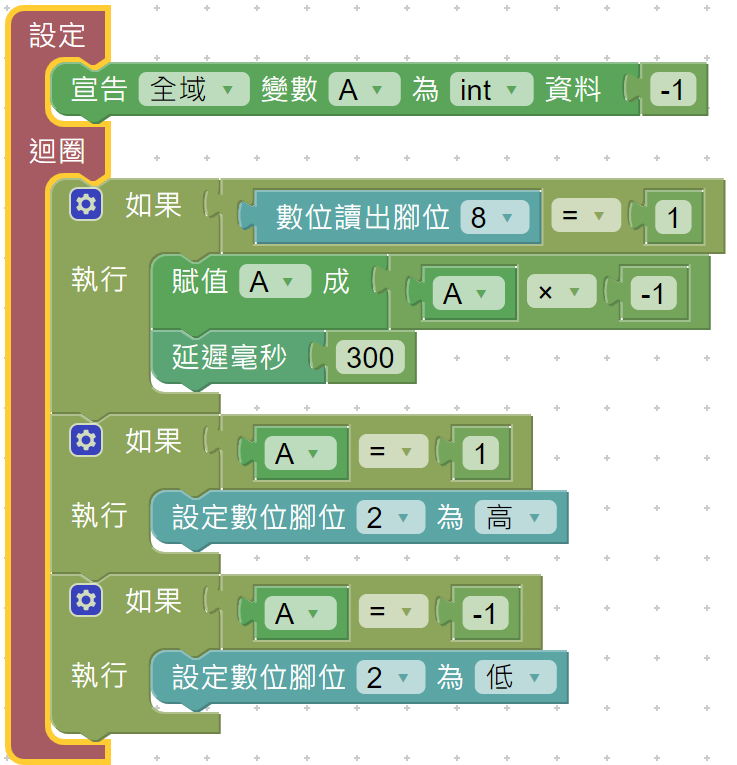 設定
宣告 全域 變數 A 為 int 資料 -1
迴圈
如果 數位讀出腳位 8 = 1
執行 賦值 A 成 A × -1
延遲毫秒 300
如果 A = 1
執行 設定數位腳位 2 為 高
如果 A = -1
執行 設定數位腳位 2 為 低